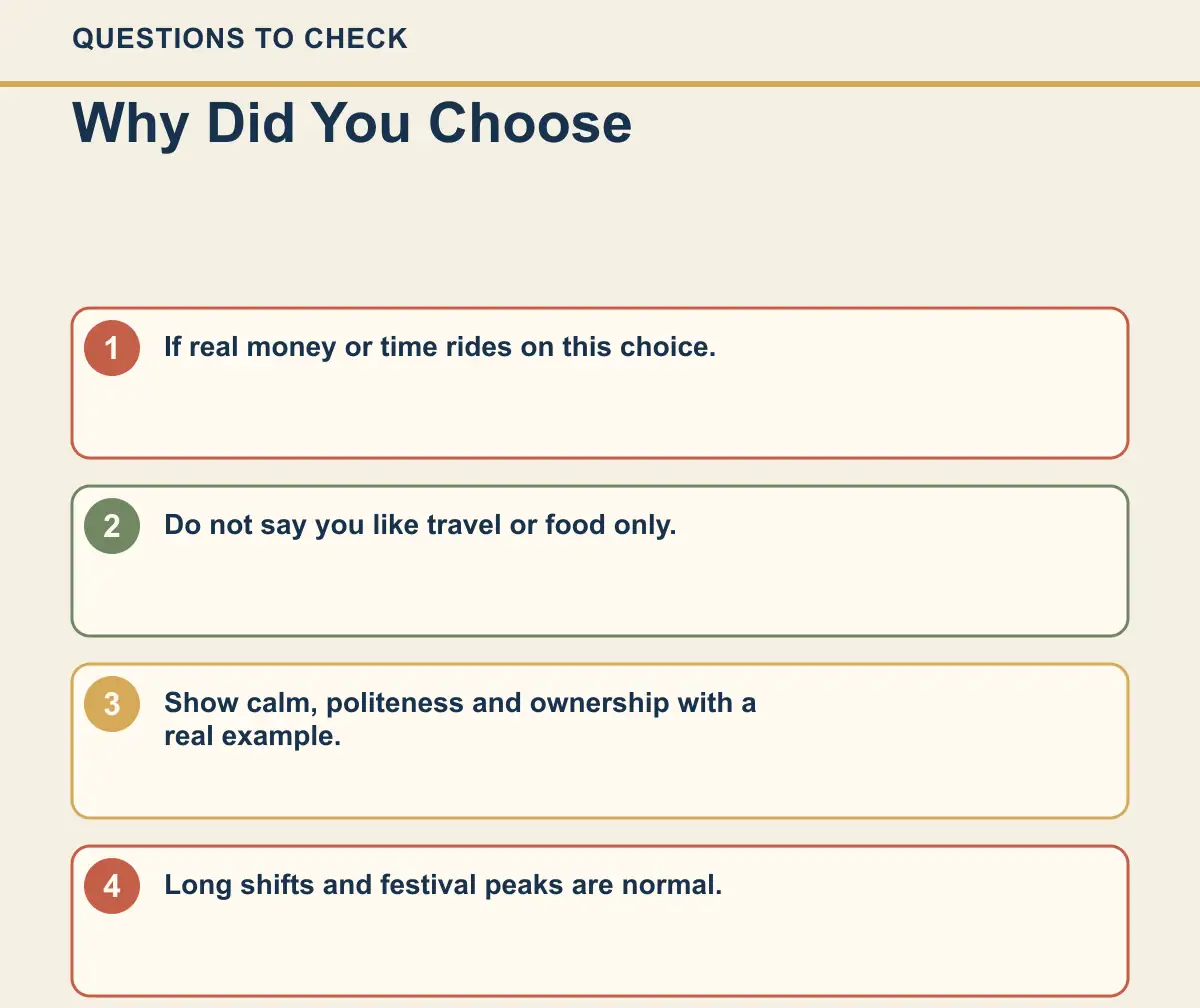 QUESTIONS TO CHECK
Why Did You Choose
1
If real money or time rides on this choice.
2
Do not say you like travel or food only.
3
Show calm, politeness and ownership with a
real example.
4
Long shifts and festival peaks are normal.